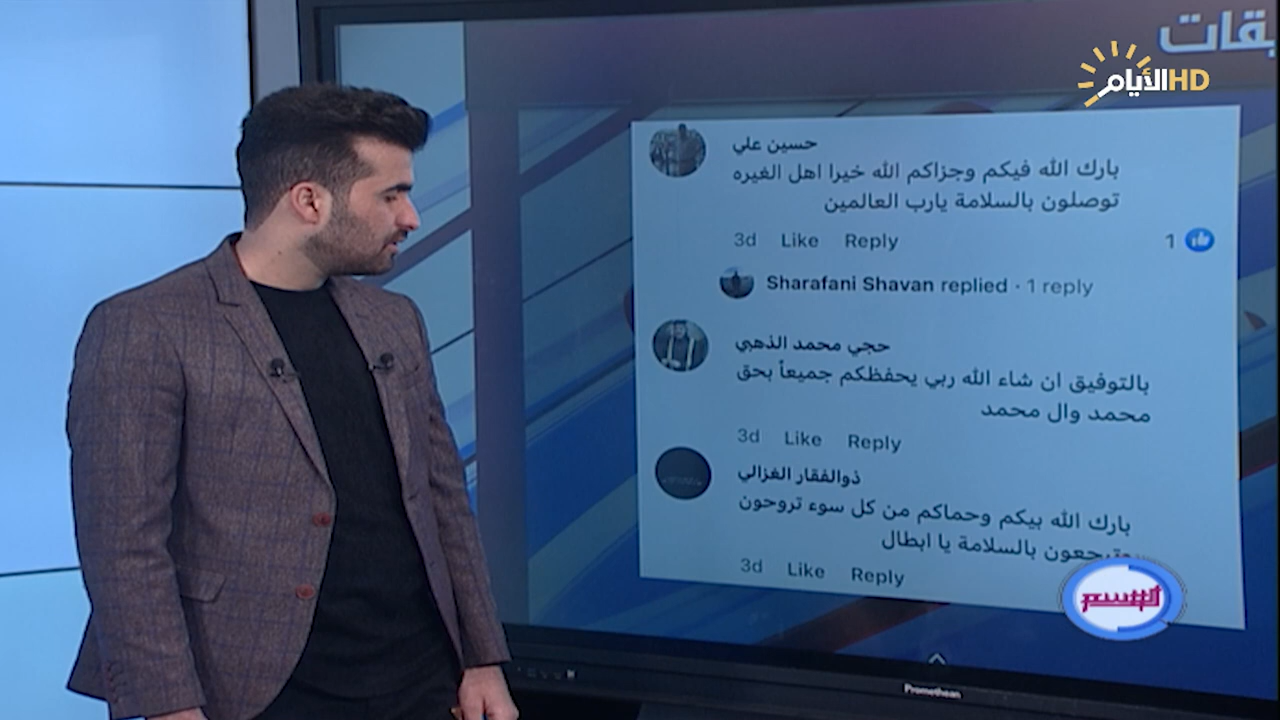 الأيام HD
حسين علي
بارك الله فيكم وجزاكم الله خيرا اهل الغيره
توصلون بالسلامة يارب العالمين
3d Like Reply 1
Sharafani Shavan replied · 1 reply
حجي محمد الذهبي
بالتوفيق ان شاء الله ربي يحفظكم جميعاً بحق
محمد وال محمد
3d Like Reply
ذوالفقار الغزالي
بارك الله بيكم وحماكم من كل سوء تروحون
وترجعون بالسلامة يا ابطال
3d Like Reply
Promethean